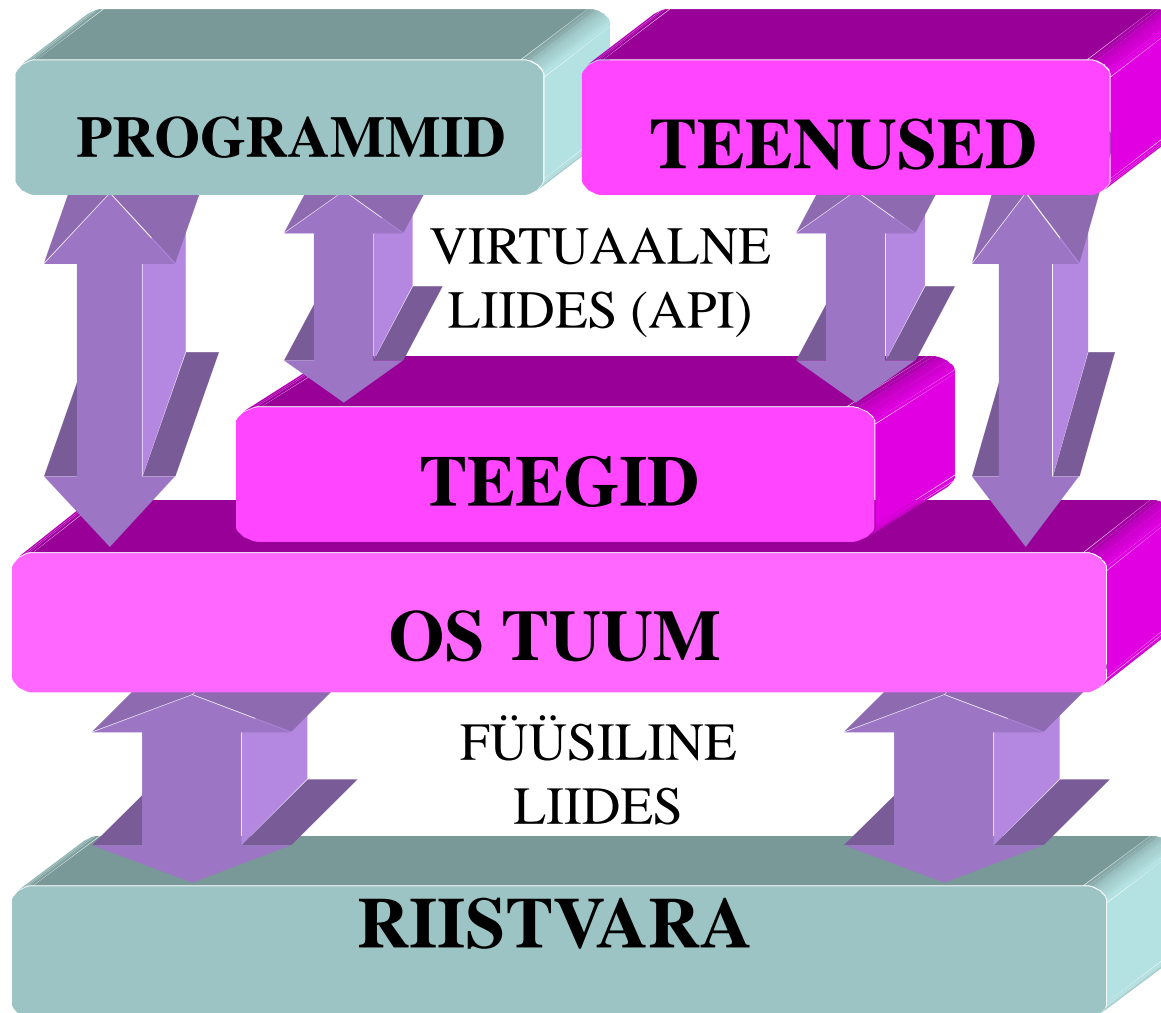 PROGRAMMID
TEENUSED
VIRTUAALNE
LIIDES (API)
TEEGID
OS TUUM
FÜÜSILINE
LIIDES
RIISTVARA